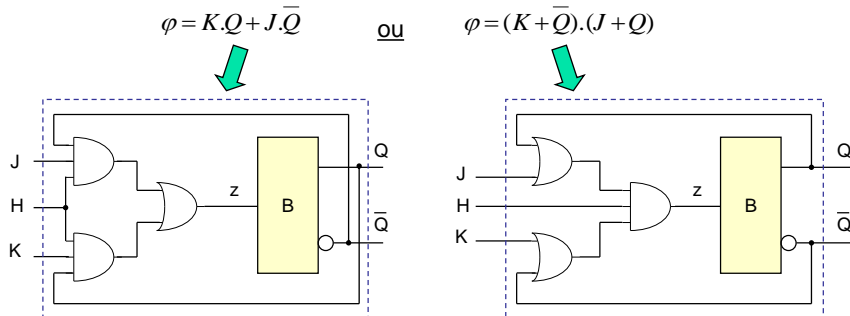 φ = K.Q + J.Q̅ ou φ = (K + Q̅).(J + Q)
J
H
K
z
B
Q
Q̅
J
H
K
z
B
Q
Q̅